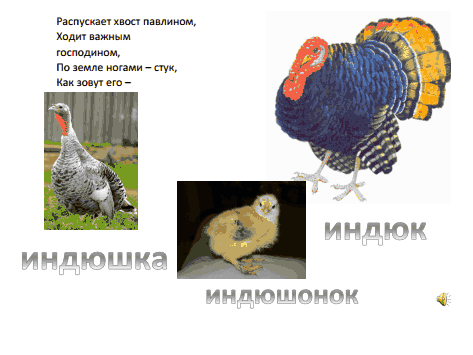 Распускает хвост павлином,
Ходит важным
господином,
По земле ногами – стук,
Как зовут его –
индюк
индюшка
индюшонок